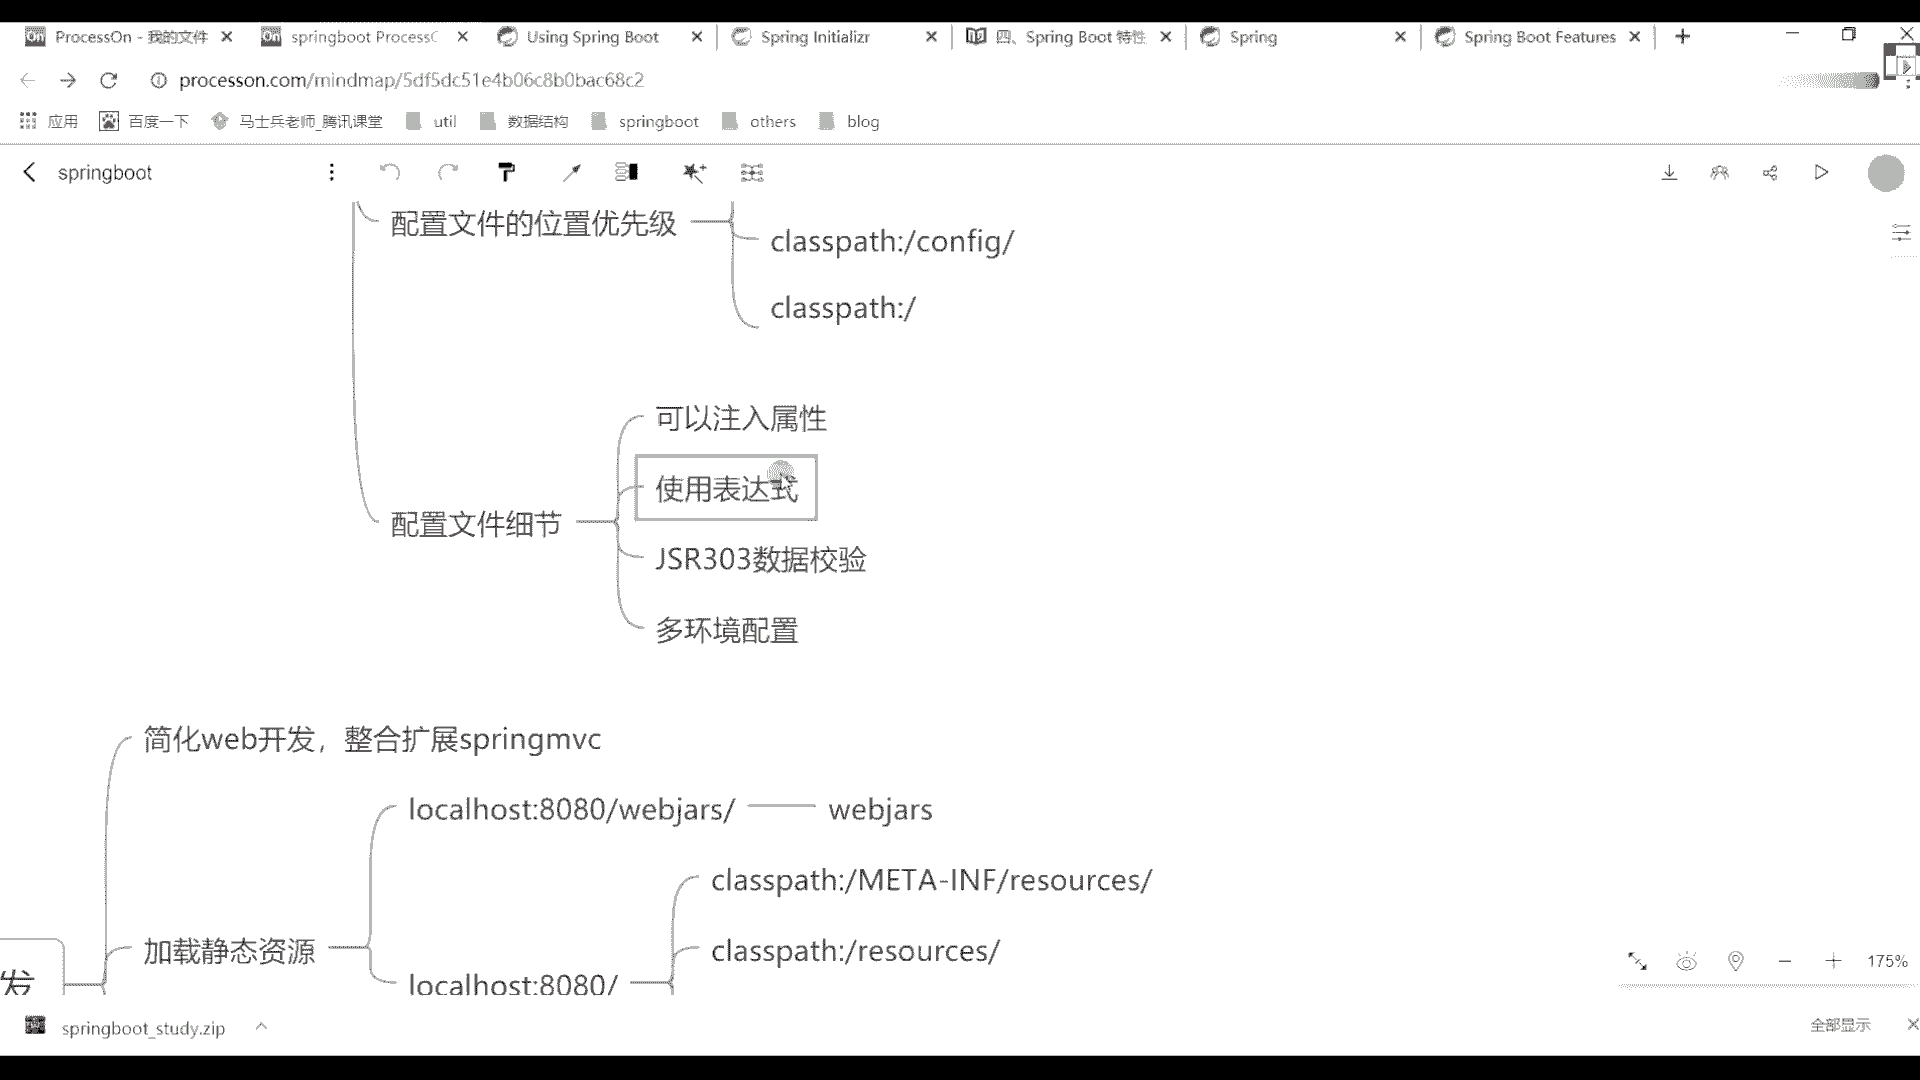 ProcessOn - 我的文件
springboot ProcessC
Using Spring Boot
Spring Initializr
四、Spring Boot 特性
Spring
Spring Boot Features
processon.com/mindmap/5df5dc51e4b06c8b0bac68c2
应用
百度一下
马士兵老师_腾讯课堂
util
数据结构
springboot
others
blog
springboot
配置文件的位置优先级
classpath:/config/
classpath:/
可以注入属性
使用表达式
配置文件细节
JSR303数据校验
多环境配置
简化web开发，整合扩展springmvc
localhost:8080/webjars/
webjars
classpath:/META-INF/resources/
加载静态资源
classpath:/resources/
发
localhost:8080/
175%
springboot_study.zip
全部显示